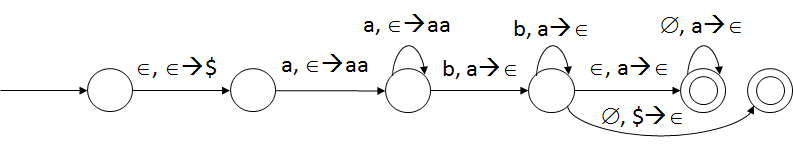 a, ∈→aa
b, a→∈
∅, a→∈
∈, ∈→$
a, ∈→aa
b, a→∈
∈, a→∈
∅, $→∈